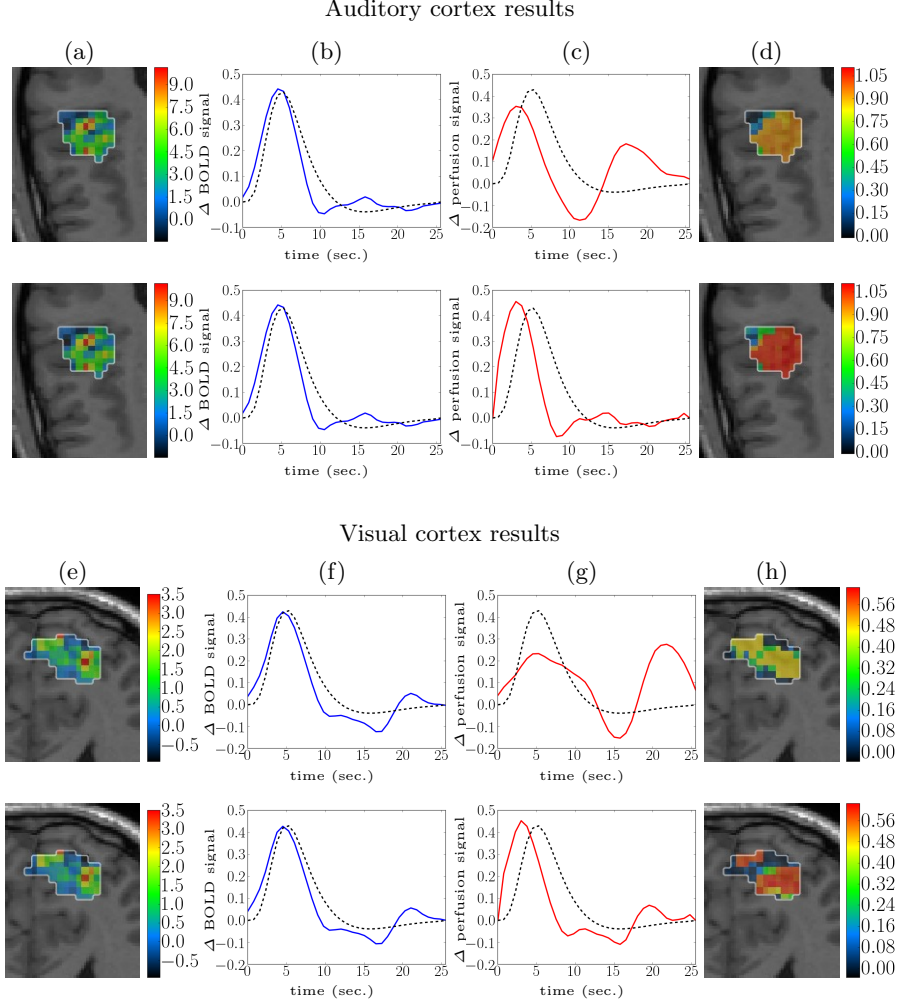 Auditory cortex results
(a) (b) (c) (d)
9.0 7.5 6.0 4.5 3.0 1.5 0.0
Δ BOLD signal
0.5 0.4 0.3 0.2 0.1 0.0 −0.1
0 5 10 15 20 25
time (sec.)
Δ perfusion signal
0.5 0.4 0.3 0.2 0.1 0.0 −0.1 −0.2
0 5 10 15 20 25
time (sec.)
1.05 0.90 0.75 0.60 0.45 0.30 0.15 0.00
9.0 7.5 6.0 4.5 3.0 1.5 0.0
Δ BOLD signal
0.5 0.4 0.3 0.2 0.1 0.0 −0.1
0 5 10 15 20 25
time (sec.)
Δ perfusion signal
0.5 0.4 0.3 0.2 0.1 0.0 −0.1
0 5 10 15 20 25
time (sec.)
1.05 0.90 0.75 0.60 0.45 0.30 0.15 0.00
Visual cortex results
(e) (f) (g) (h)
3.5 3.0 2.5 2.0 1.5 1.0 0.5 0.0 −0.5
Δ BOLD signal
0.5 0.4 0.3 0.2 0.1 0.0 −0.1 −0.2
0 5 10 15 20 25
time (sec.)
Δ perfusion signal
0.5 0.4 0.3 0.2 0.1 0.0 −0.1 −0.2
0 5 10 15 20 25
time (sec.)
0.56 0.48 0.40 0.32 0.24 0.16 0.08 0.00
3.5 3.0 2.5 2.0 1.5 1.0 0.5 0.0 −0.5
Δ BOLD signal
0.5 0.4 0.3 0.2 0.1 0.0 −0.1 −0.2
0 5 10 15 20 25
time (sec.)
Δ perfusion signal
0.5 0.4 0.3 0.2 0.1 0.0 −0.1 −0.2
0 5 10 15 20 25
time (sec.)
0.56 0.48 0.40 0.32 0.24 0.16 0.08 0.00